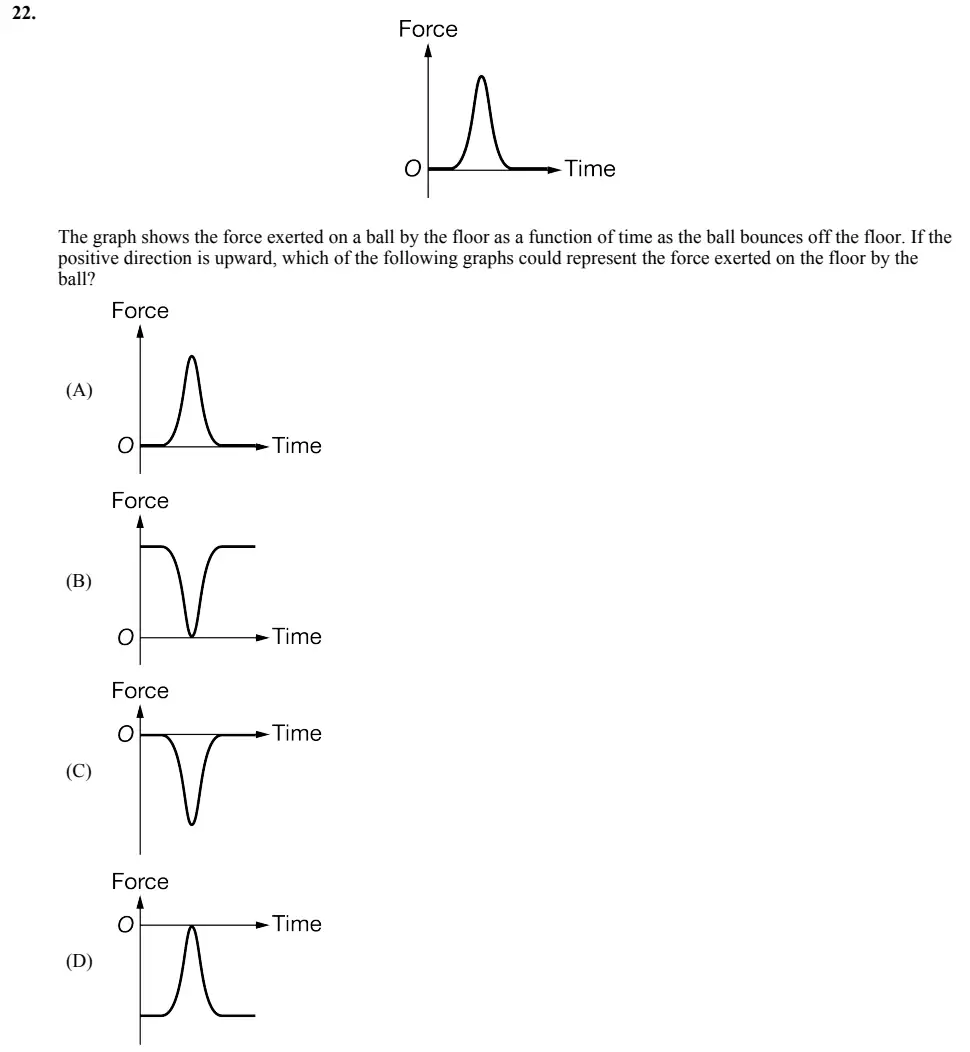 22.
Force
O
Time
The graph shows the force exerted on a ball by the floor as a function of time as the ball bounces off the floor. If the
positive direction is upward, which of the following graphs could represent the force exerted on the floor by the
ball?
Force
(A)
O
Time
Force
(B)
O
Time
Force
O
Time
(C)
Force
O
Time
(D)